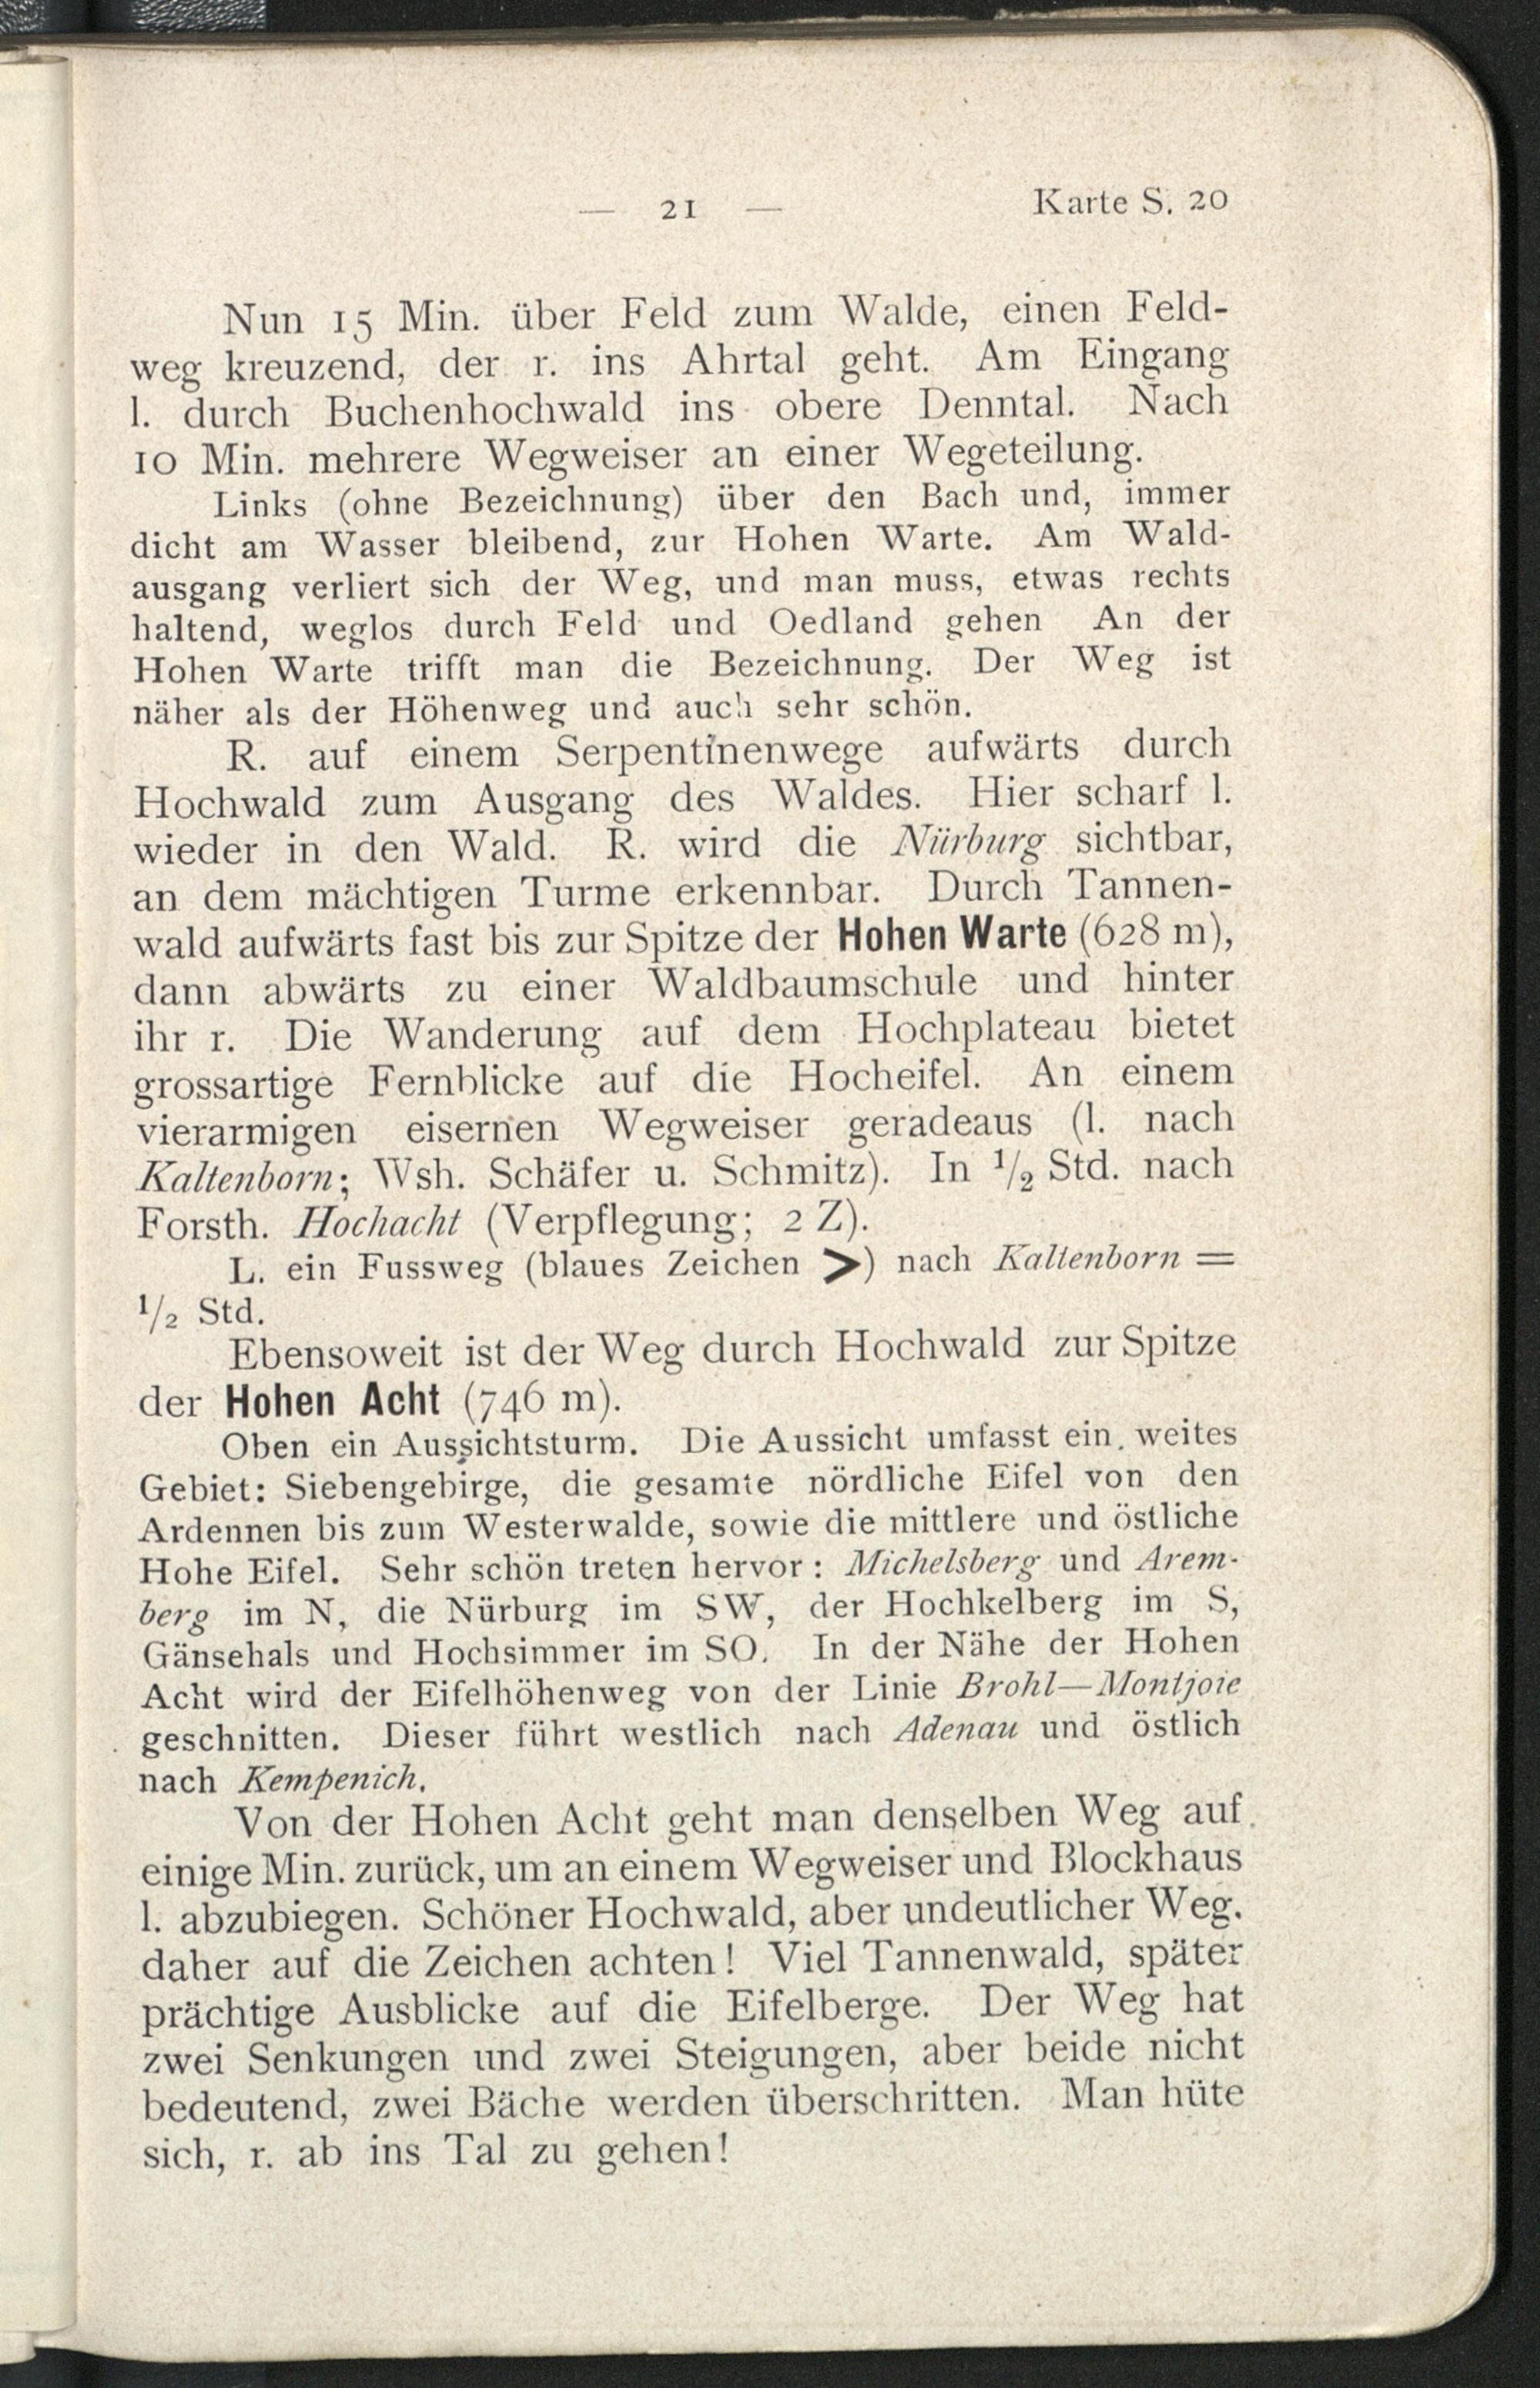 — 21 — Karte S. 20
Nun 15 Min. über Feld zum Walde, einen Feld-
weg kreuzend, der r. ins Ahrtal geht. Am Eingang
l. durch Buchenhochwald ins obere Denntal. Nach
10 Min. mehrere Wegweiser an einer Wegeteilung.
Links (ohne Bezeichnung) über den Bach und, immer
dicht am Wasser bleibend, zur Hohen Warte. Am Wald-
ausgang verliert sich der Weg, und man muss, etwas rechts
haltend, weglos durch Feld und Oedland gehen An der
Hohen Warte trifft man die Bezeichnung. Der Weg ist
näher als der Höhenweg und auch sehr schön.
R. auf einem Serpentinenwege aufwärts durch
Hochwald zum Ausgang des Waldes. Hier scharf l.
wieder in den Wald. R. wird die Nürburg sichtbar,
an dem mächtigen Turme erkennbar. Durch Tannen-
wald aufwärts fast bis zur Spitze der Hohen Warte (628 m),
dann abwärts zu einer Waldbaumschule und hinter
ihr r. Die Wanderung auf dem Hochplateau bietet
grossartige Fernblicke auf die Hocheifel. An einem
vierarmigen eisernen Wegweiser geradeaus (l. nach
Kaltenborn; Wsh. Schäfer u. Schmitz). In 1/2 Std. nach
Forsth. Hochacht (Verpflegung; 2 Z).
L. ein Fussweg (blaues Zeichen >) nach Kaltenborn =
1/2 Std.
Ebensoweit ist der Weg durch Hochwald zur Spitze
der Hohen Acht (746 m).
Oben ein Aussichtsturm. Die Aussicht umfasst ein weites
Gebiet: Siebengebirge, die gesamte nördliche Eifel von den
Ardennen bis zum Westerwalde, sowie die mittlere und östliche
Hohe Eifel. Sehr schön treten hervor: Michelsberg und Arem-
berg im N, die Nürburg im SW, der Hochkelberg im S,
Gänsehals und Hochsimmer im SO. In der Nähe der Hohen
Acht wird der Eifelhöhenweg von der Linie Brohl—Montjoie
geschnitten. Dieser führt westlich nach Adenau und östlich
nach Kempenich.
Von der Hohen Acht geht man denselben Weg auf
einige Min. zurück, um an einem Wegweiser und Blockhaus
l. abzubiegen. Schöner Hochwald, aber undeutlicher Weg.
daher auf die Zeichen achten! Viel Tannenwald, später
prächtige Ausblicke auf die Eifelberge. Der Weg hat
zwei Senkungen und zwei Steigungen, aber beide nicht
bedeutend, zwei Bäche werden überschritten. Man hüte
sich, r. ab ins Tal zu gehen!